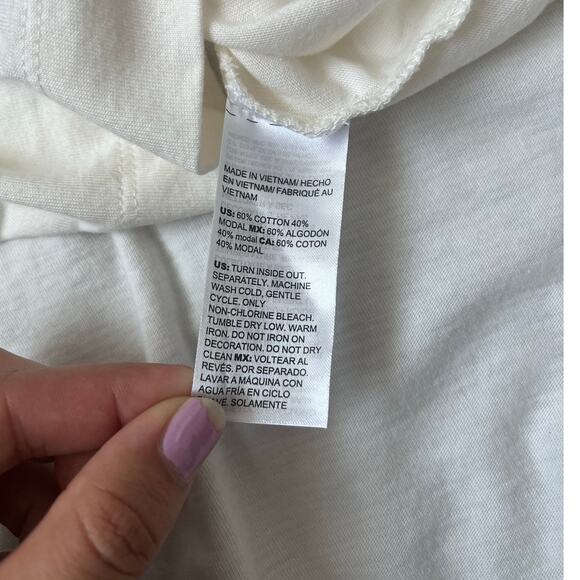 MADE IN VIETNAM/ HECHO
EN VIETNAM/ FABRIQUÉ AU
VIETNAM
US: 60% COTTON 40%
MODAL MX: 60% ALGODÓN
40% modal CA: 60% COTON
40% MODAL
US: TURN INSIDE OUT.
SEPARATELY. MACHINE
WASH COLD, GENTLE
CYCLE. ONLY
NON-CHLORINE BLEACH.
TUMBLE DRY LOW. WARM
IRON. DO NOT IRON ON
DECORATION. DO NOT DRY
CLEAN MX: VOLTEAR AL
REVÉS. POR SEPARADO.
LAVAR A MÁQUINA CON
AGUA FRÍA EN CICLO
SOLAMENTE